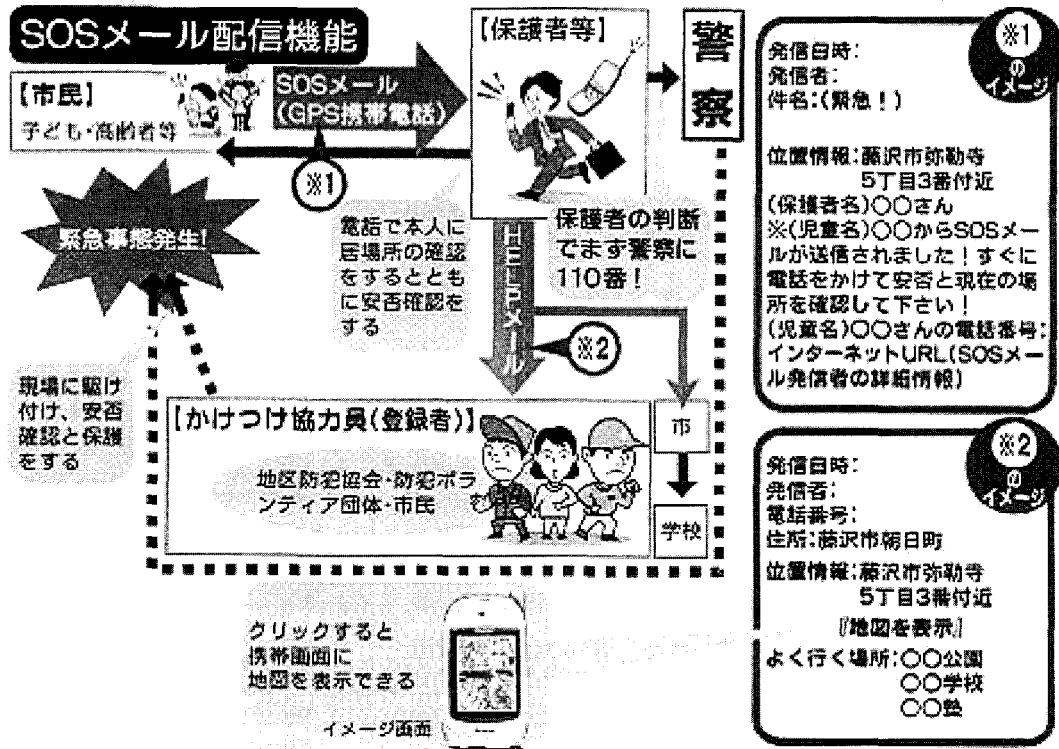 SOSメール配信機能
【市民】
子ども・高齢者等
SOSメール
(GPS携帯電話)
※1
【保護者等】
警察
緊急事態発生!
電話で本人に
居場所の確認
をするととも
に安否確認を
する
保護者の判断
でまず警察に
110番!
HELPメール
※2
現場に駆け
付け、安否
確認と保護
をする
【かけつけ協力員(登録者)】
地区防犯協会・防犯ボラ
ンティア団体・市民
市
学校
クリックすると
携帯画面に
地図を表示できる
イメージ画面
※1
の
イメージ
発信日時:
発信者:
件名:(緊急!)
位置情報:藤沢市弥勒寺
5丁目3番付近
(保護者名)〇〇さん
※(児童名)〇〇からSOSメー
ルが送信されました!すぐに
電話をかけて安否と現在の場
所を確認して下さい!
(児童名)〇〇さんの電話番号:
インターネットURL(SOSメー
ル発信者の詳細情報)
※2
の
イメージ
発信日時:
発信者:
電話番号:
住所:藤沢市朝日町
位置情報:藤沢市弥勒寺
5丁目3番付近
『地図を表示』
よく行く場所:〇〇公園
〇〇学校
〇〇塾